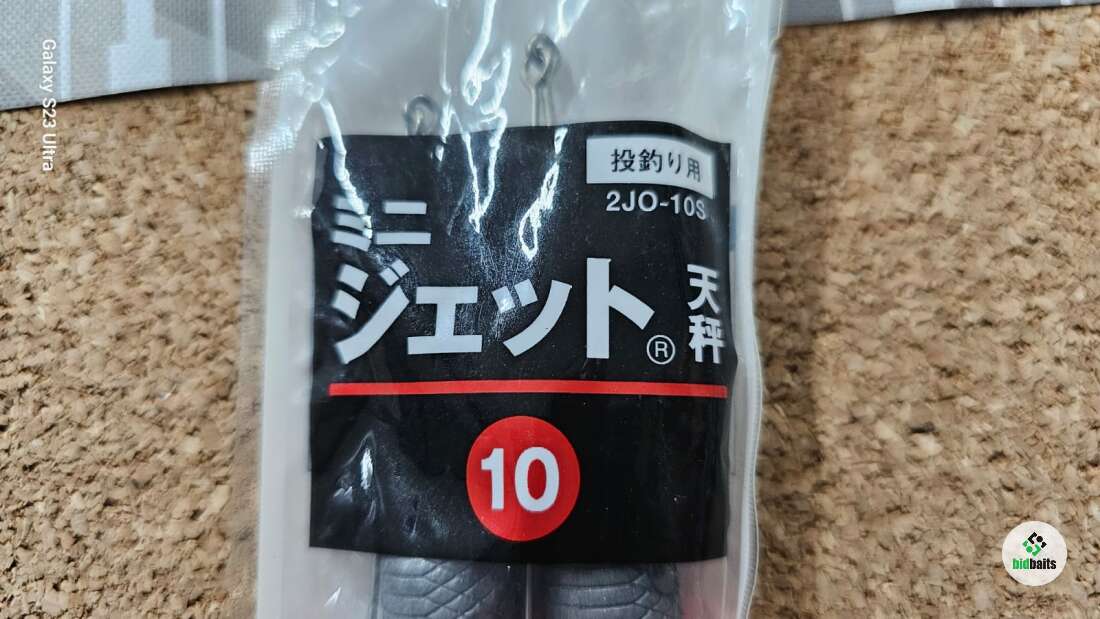 投釣り用
2JO-10S
ミニ
ジェット®
天秤
10
Galaxy S23 Ultra
bidbaits